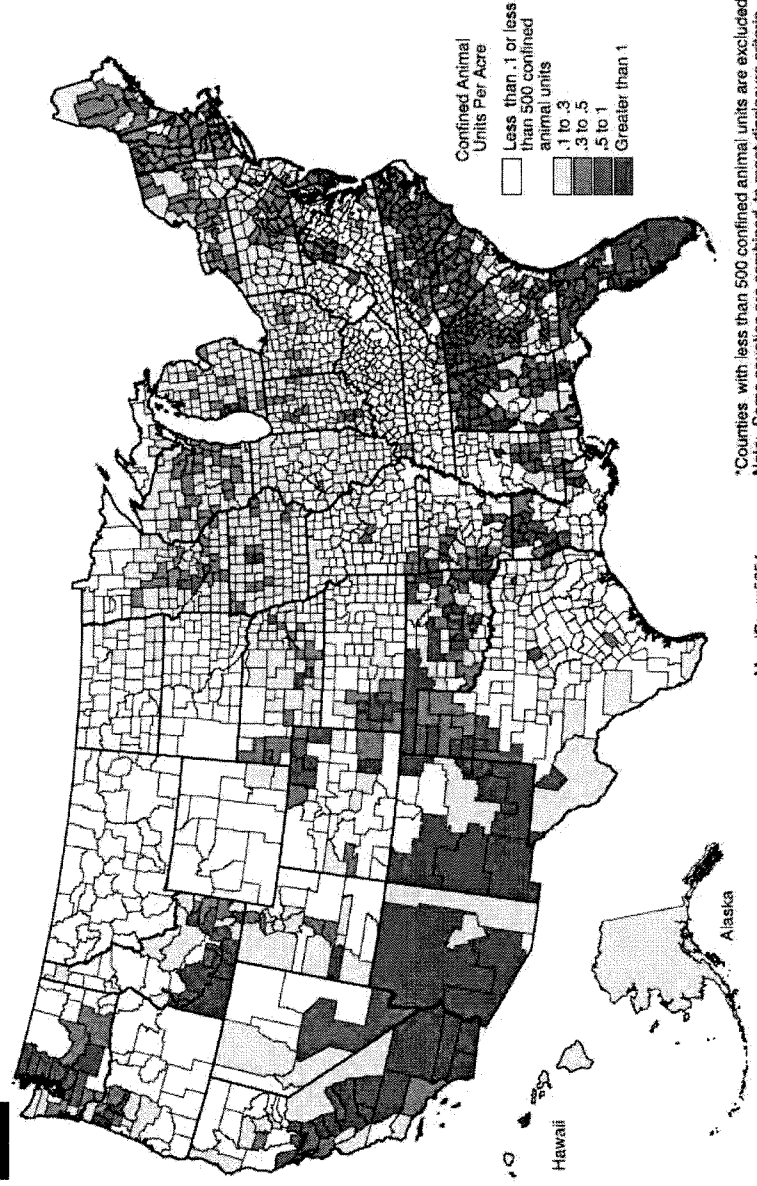 Confined Animal
Units Per Acre
Less than .1 or less
than 500 confined
animal units
.1 to .3
.3 to .5
.5 to 1
Greater than 1
Hawaii
Alaska
*Counties with less than 500 confined animal units are excluded